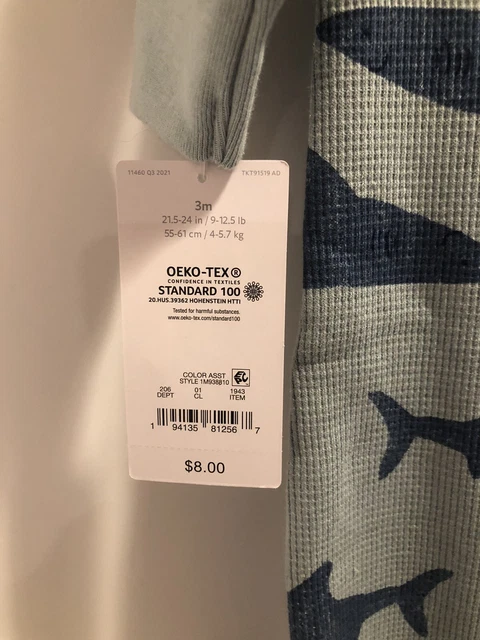 11460 Q3 2021 TKT91519 AD
3m
21.5-24 in / 9-12.5 lb
55-61 cm / 4-5.7 kg
OEKO-TEX®
CONFIDENCE IN TEXTILES
STANDARD 100
20.HUS.39362 HOHENSTEIN HTTI
Tested for harmful substances.
www.oeko-tex.com/standard100
COLOR ASST
STYLE 1M938810
206 01 1943
DEPT CL ITEM
1 94135 81256 7
$8.00